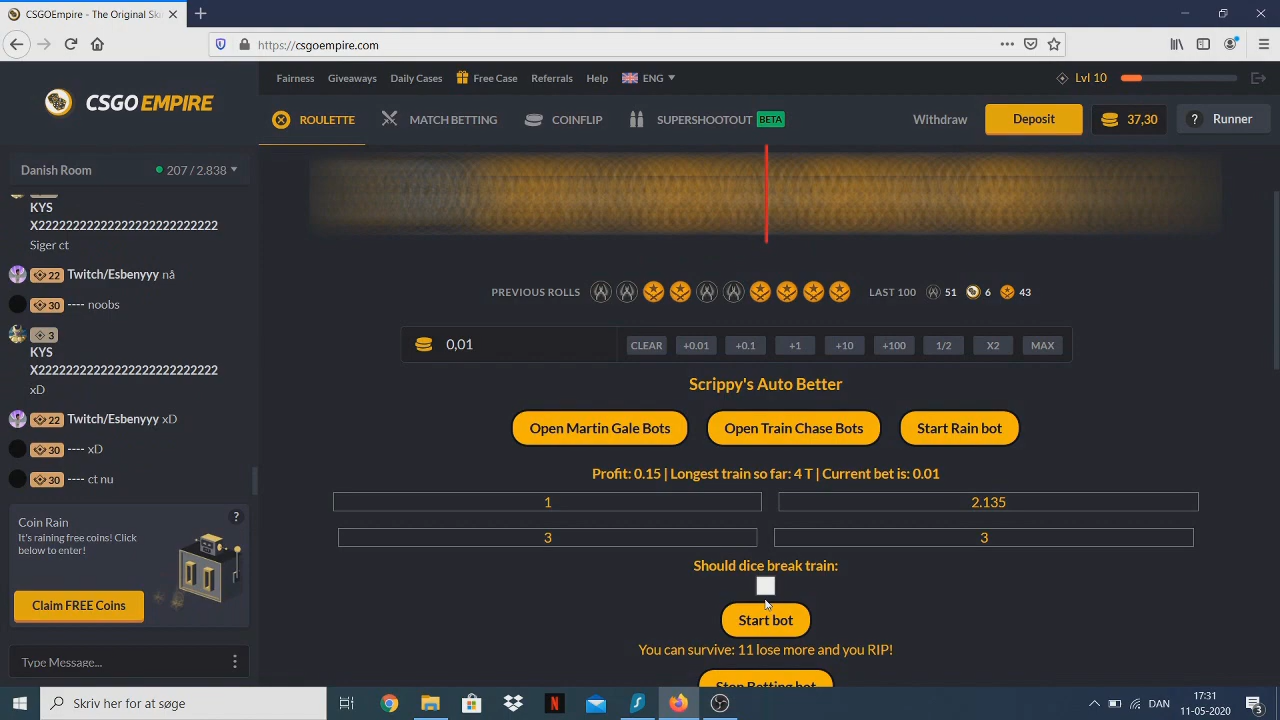 CSGOEmpire - The Original Sk
https://csgoempire.com
CSGOEMPIRE
Fairness Giveaways Daily Cases Free Case Referrals Help ENG
Lvl 10
ROULETTE MATCH BETTING COINFLIP SUPERSHOOTOUT BETA
Withdraw Deposit 37,30 ? Runner
Danish Room 207 / 2.838
KYS
X2222222222222222222222222
Siger ct
22 Twitch/Esbenyyy nå
30 ---- noobs
3
KYS
X2222222222222222222222222
xD
22 Twitch/Esbenyyy xD
30 ---- xD
30 ---- ct nu
Coin Rain ?
It's raining free coins! Click
below to enter!
Claim FREE Coins
Type Message...
PREVIOUS ROLLS LAST 100 51 6 43
0,01 CLEAR +0.01 +0.1 +1 +10 +100 1/2 X2 MAX
Scrippy's Auto Better
Open Martin Gale Bots Open Train Chase Bots Start Rain bot
Profit: 0.15 | Longest train so far: 4 T | Current bet is: 0.01
1 2.135
3 3
Should dice break train:
Start bot
You can survive: 11 lose more and you RIP!
Stop Betting bot
Skriv her for at søge
DAN
17:31
11-05-2020
3